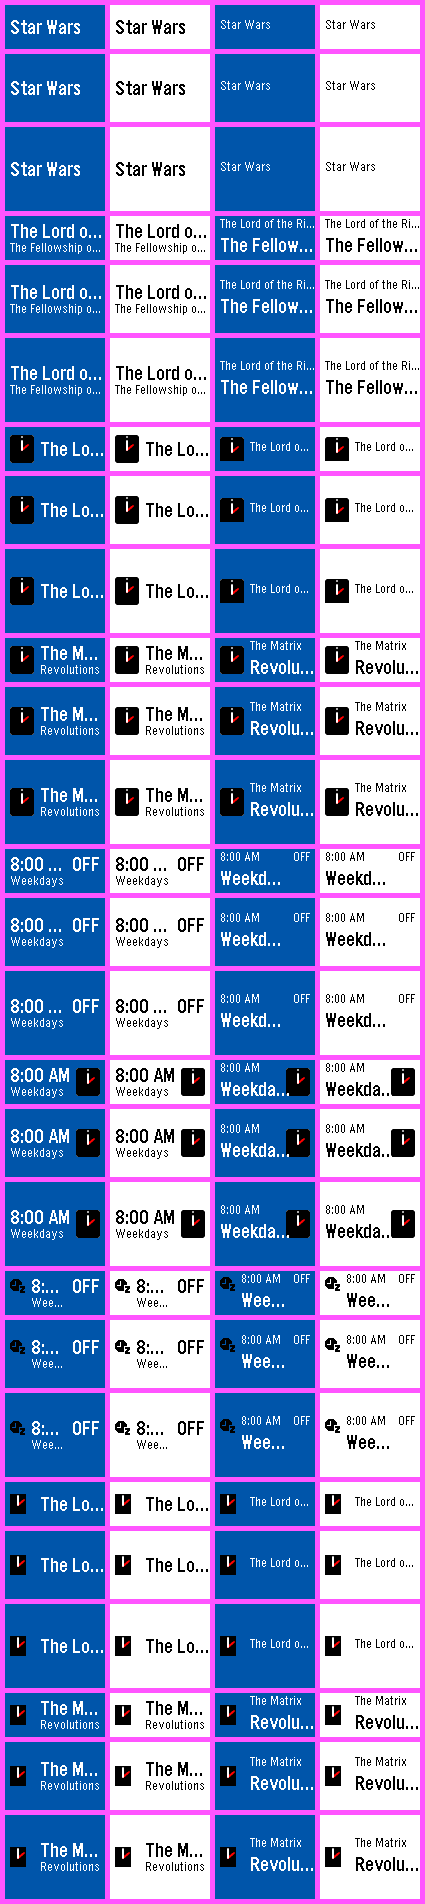 Star Wars Star Wars Star Wars Star Wars
Star Wars Star Wars Star Wars Star Wars
Star Wars Star Wars Star Wars Star Wars
The Lord o... The Lord o... The Lord of the Ri... The Lord of the Ri...
The Fellowship o... The Fellowship o... The Fellow... The Fellow...
The Lord o... The Lord o... The Lord of the Ri... The Lord of the Ri...
The Fellowship o... The Fellowship o... The Fellow... The Fellow...
The Lord o... The Lord o... The Lord of the Ri... The Lord of the Ri...
The Fellowship o... The Fellowship o... The Fellow... The Fellow...
The Lo... The Lo... The Lord o... The Lord o...
The Lo... The Lo... The Lord o... The Lord o...
The Lo... The Lo... The Lord o... The Lord o...
The M... The M... The Matrix The Matrix
Revolutions Revolutions Revolu... Revolu...
The M... The M... The Matrix The Matrix
Revolutions Revolutions Revolu... Revolu...
The M... The M... The Matrix The Matrix
Revolutions Revolutions Revolu... Revolu...
8:00 ... OFF 8:00 ... OFF 8:00 AM OFF 8:00 AM OFF
Weekdays Weekdays Weekd... Weekd...
8:00 ... OFF 8:00 ... OFF 8:00 AM OFF 8:00 AM OFF
Weekdays Weekdays Weekd... Weekd...
8:00 ... OFF 8:00 ... OFF 8:00 AM OFF 8:00 AM OFF
Weekdays Weekdays Weekd... Weekd...
8:00 AM 8:00 AM 8:00 AM 8:00 AM
Weekdays Weekdays Weekda.. Weekda..
8:00 AM 8:00 AM 8:00 AM 8:00 AM
Weekdays Weekdays Weekda.. Weekda..
8:00 AM 8:00 AM 8:00 AM 8:00 AM
Weekdays Weekdays Weekda.. Weekda..
8:... OFF 8:... OFF 8:00 AM OFF 8:00 AM OFF
Wee... Wee... Wee... Wee...
8:... OFF 8:... OFF 8:00 AM OFF 8:00 AM OFF
Wee... Wee... Wee... Wee...
8:... OFF 8:... OFF 8:00 AM OFF 8:00 AM OFF
Wee... Wee... Wee... Wee...
The Lo... The Lo... The Lord o... The Lord o...
The Lo... The Lo... The Lord o... The Lord o...
The Lo... The Lo... The Lord o... The Lord o...
The M... The M... The Matrix The Matrix
Revolutions Revolutions Revolu... Revolu...
The M... The M... The Matrix The Matrix
Revolutions Revolutions Revolu... Revolu...
The M... The M... The Matrix The Matrix
Revolutions Revolutions Revolu... Revolu...